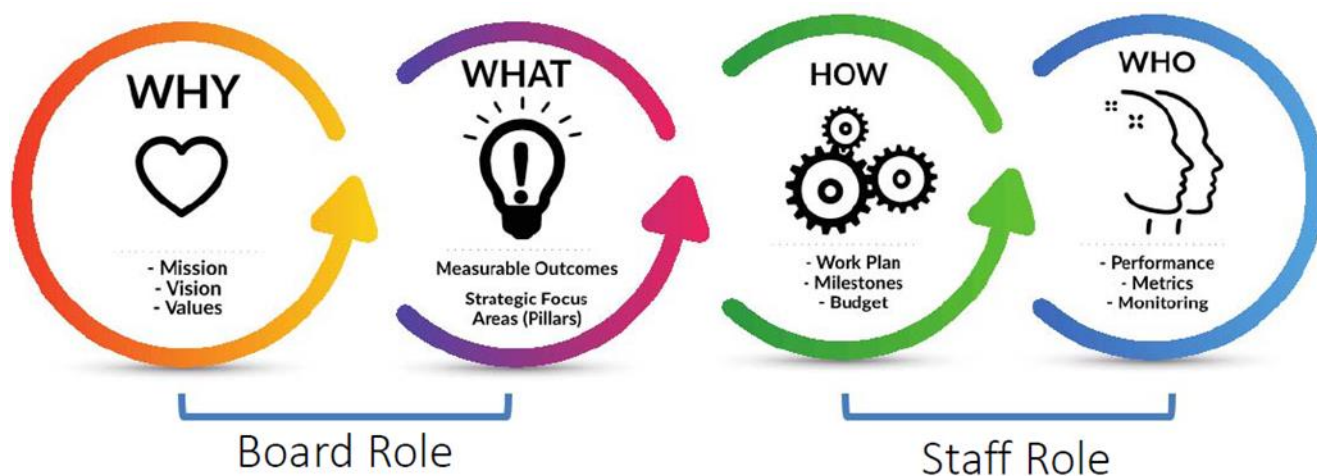 WHY
- Mission
- Vision
- Values
WHAT
Measurable Outcomes
Strategic Focus
Areas (Pillars)
HOW
- Work Plan
- Milestones
- Budget
WHO
- Performance
- Metrics
- Monitoring
Board Role
Staff Role